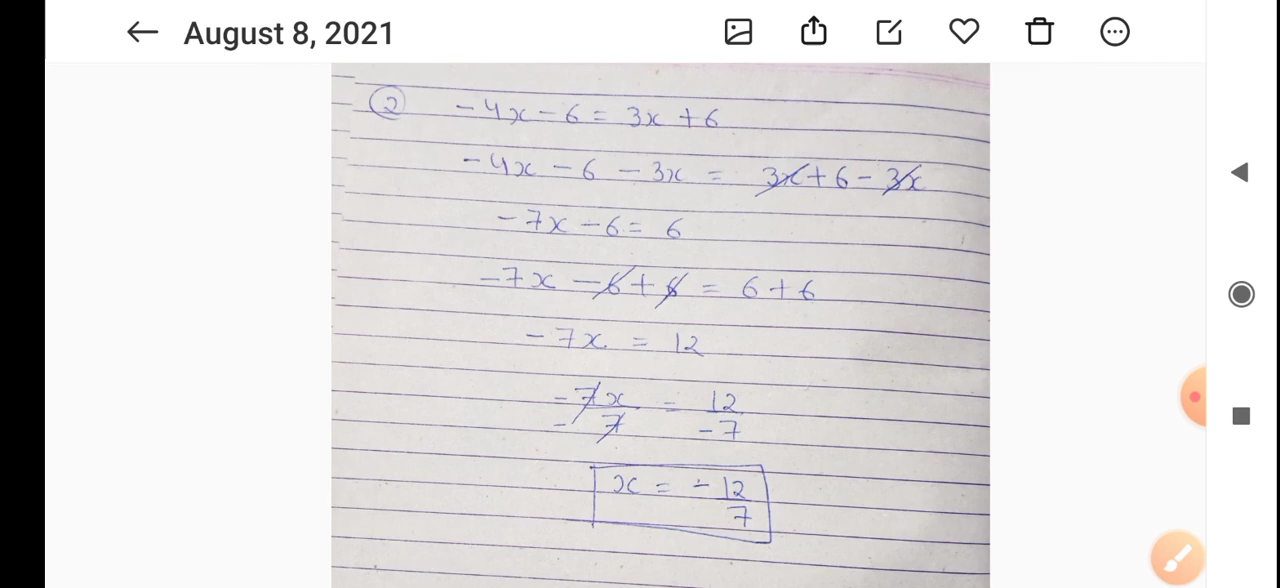 August 8, 2021
② -4x - 6 = 3x + 6
-4x - 6 - 3x = 3x + 6 - 3x
-7x - 6 = 6
-7x - 6 + 6 = 6 + 6
-7x = 12
-7x/-7 = 12/-7
x = -12/7